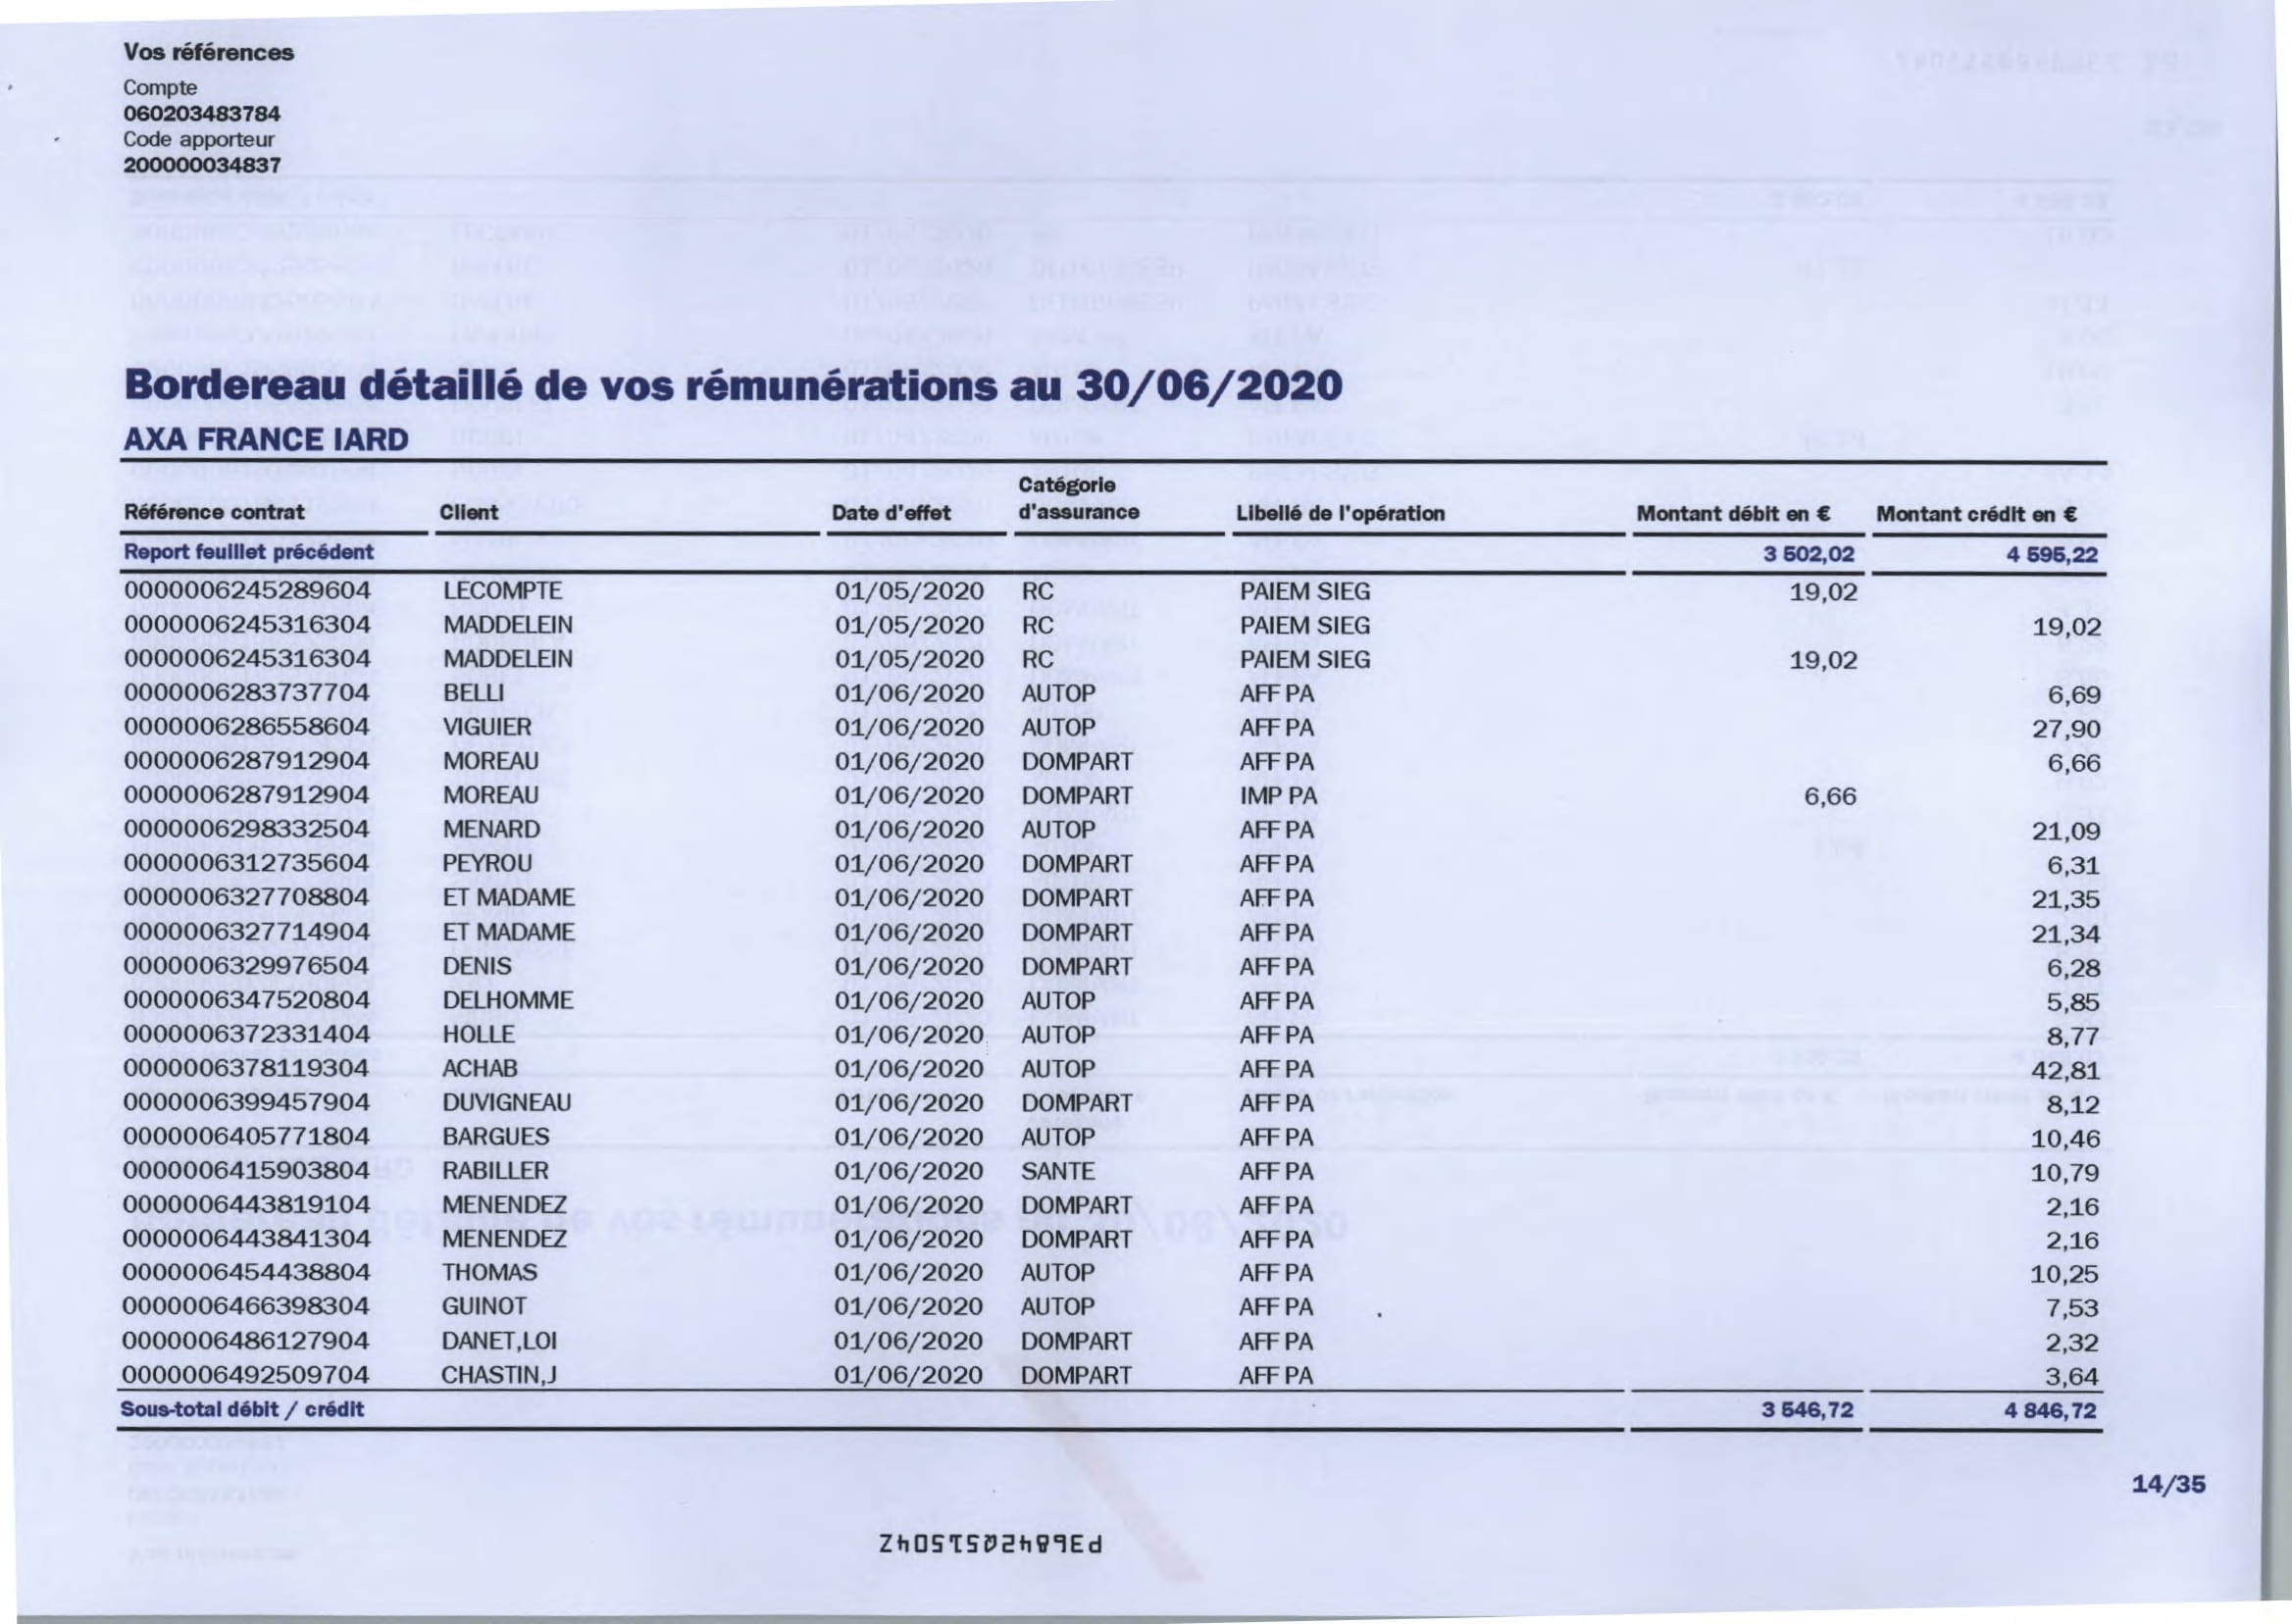 Vos références
Compte
060203483784
Code apporteur
200000034837
Bordereau détaillé de vos rémunérations au 30/06/2020
AXA FRANCE IARD
Référence contrat Client Date d'effet Catégorie d'assurance Libellé de l'opération Montant débit en € Montant crédit en €
Report feuillet précédent 3 502,02 4 595,22
0000006245289604 LECOMPTE 01/05/2020 RC PAIEM SIEG 19,02
0000006245316304 MADDELEIN 01/05/2020 RC PAIEM SIEG 19,02
0000006245316304 MADDELEIN 01/05/2020 RC PAIEM SIEG 19,02
0000006283737704 BELLI 01/06/2020 AUTOP AFF PA 6,69
0000006286558604 VIGUIER 01/06/2020 AUTOP AFF PA 27,90
0000006287912904 MOREAU 01/06/2020 DOMPART AFF PA 6,66
0000006287912904 MOREAU 01/06/2020 DOMPART IMP PA 6,66
0000006298332504 MENARD 01/06/2020 AUTOP AFF PA 21,09
0000006312735604 PEYROU 01/06/2020 DOMPART AFF PA 6,31
0000006327708804 ET MADAME 01/06/2020 DOMPART AFF PA 21,35
0000006327714904 ET MADAME 01/06/2020 DOMPART AFF PA 21,34
0000006329976504 DENIS 01/06/2020 DOMPART AFF PA 6,28
0000006347520804 DELHOMME 01/06/2020 AUTOP AFF PA 5,85
0000006372331404 HOLLE 01/06/2020 AUTOP AFF PA 8,77
0000006378119304 ACHAB 01/06/2020 AUTOP AFF PA 42,81
0000006399457904 DUVIGNEAU 01/06/2020 DOMPART AFF PA 8,12
0000006405771804 BARGUES 01/06/2020 AUTOP AFF PA 10,46
0000006415903804 RABILLER 01/06/2020 SANTE AFF PA 10,79
0000006443819104 MENENDEZ 01/06/2020 DOMPART AFF PA 2,16
0000006443841304 MENENDEZ 01/06/2020 DOMPART AFF PA 2,16
0000006454438804 THOMAS 01/06/2020 AUTOP AFF PA 10,25
0000006466398304 GUINOT 01/06/2020 AUTOP AFF PA 7,53
0000006486127904 DANET,LOI 01/06/2020 DOMPART AFF PA 2,32
0000006492509704 CHASTIN,J 01/06/2020 DOMPART AFF PA 3,64
Sous-total débit / crédit 3 546,72 4 846,72
14/35